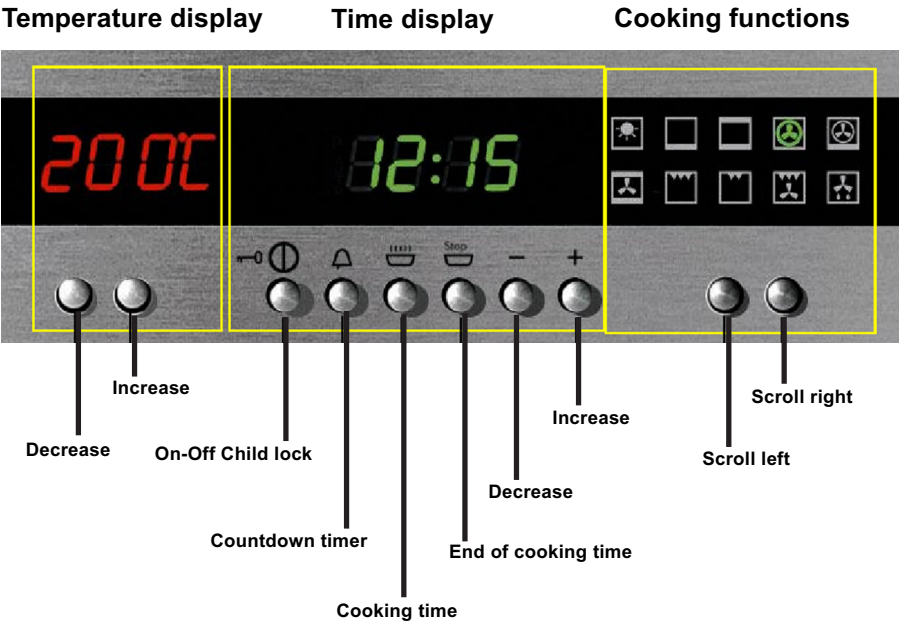 Temperature display
Time display
Cooking functions
200°C
12:15
Stop
− +
Increase
Scroll right
Increase
Decrease
On-Off Child lock
Scroll left
Decrease
Countdown timer
End of cooking time
Cooking time